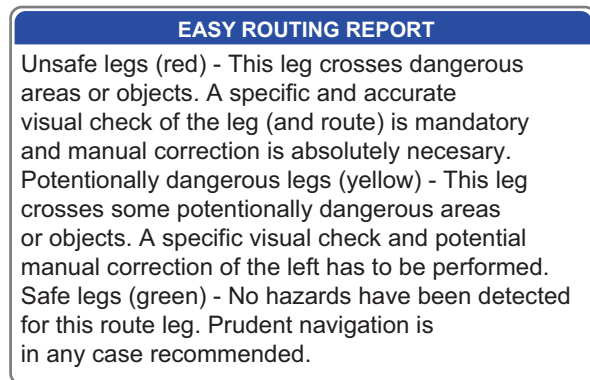 EASY ROUTING REPORT
Unsafe legs (red) - This leg crosses dangerous
areas or objects. A specific and accurate
visual check of the leg (and route) is mandatory
and manual correction is absolutely necesary.
Potentially dangerous legs (yellow) - This leg
crosses some potentially dangerous areas
or objects. A specific visual check and potential
manual correction of the left has to be performed.
Safe legs (green) - No hazards have been detected
for this route leg. Prudent navigation is
in any case recommended.